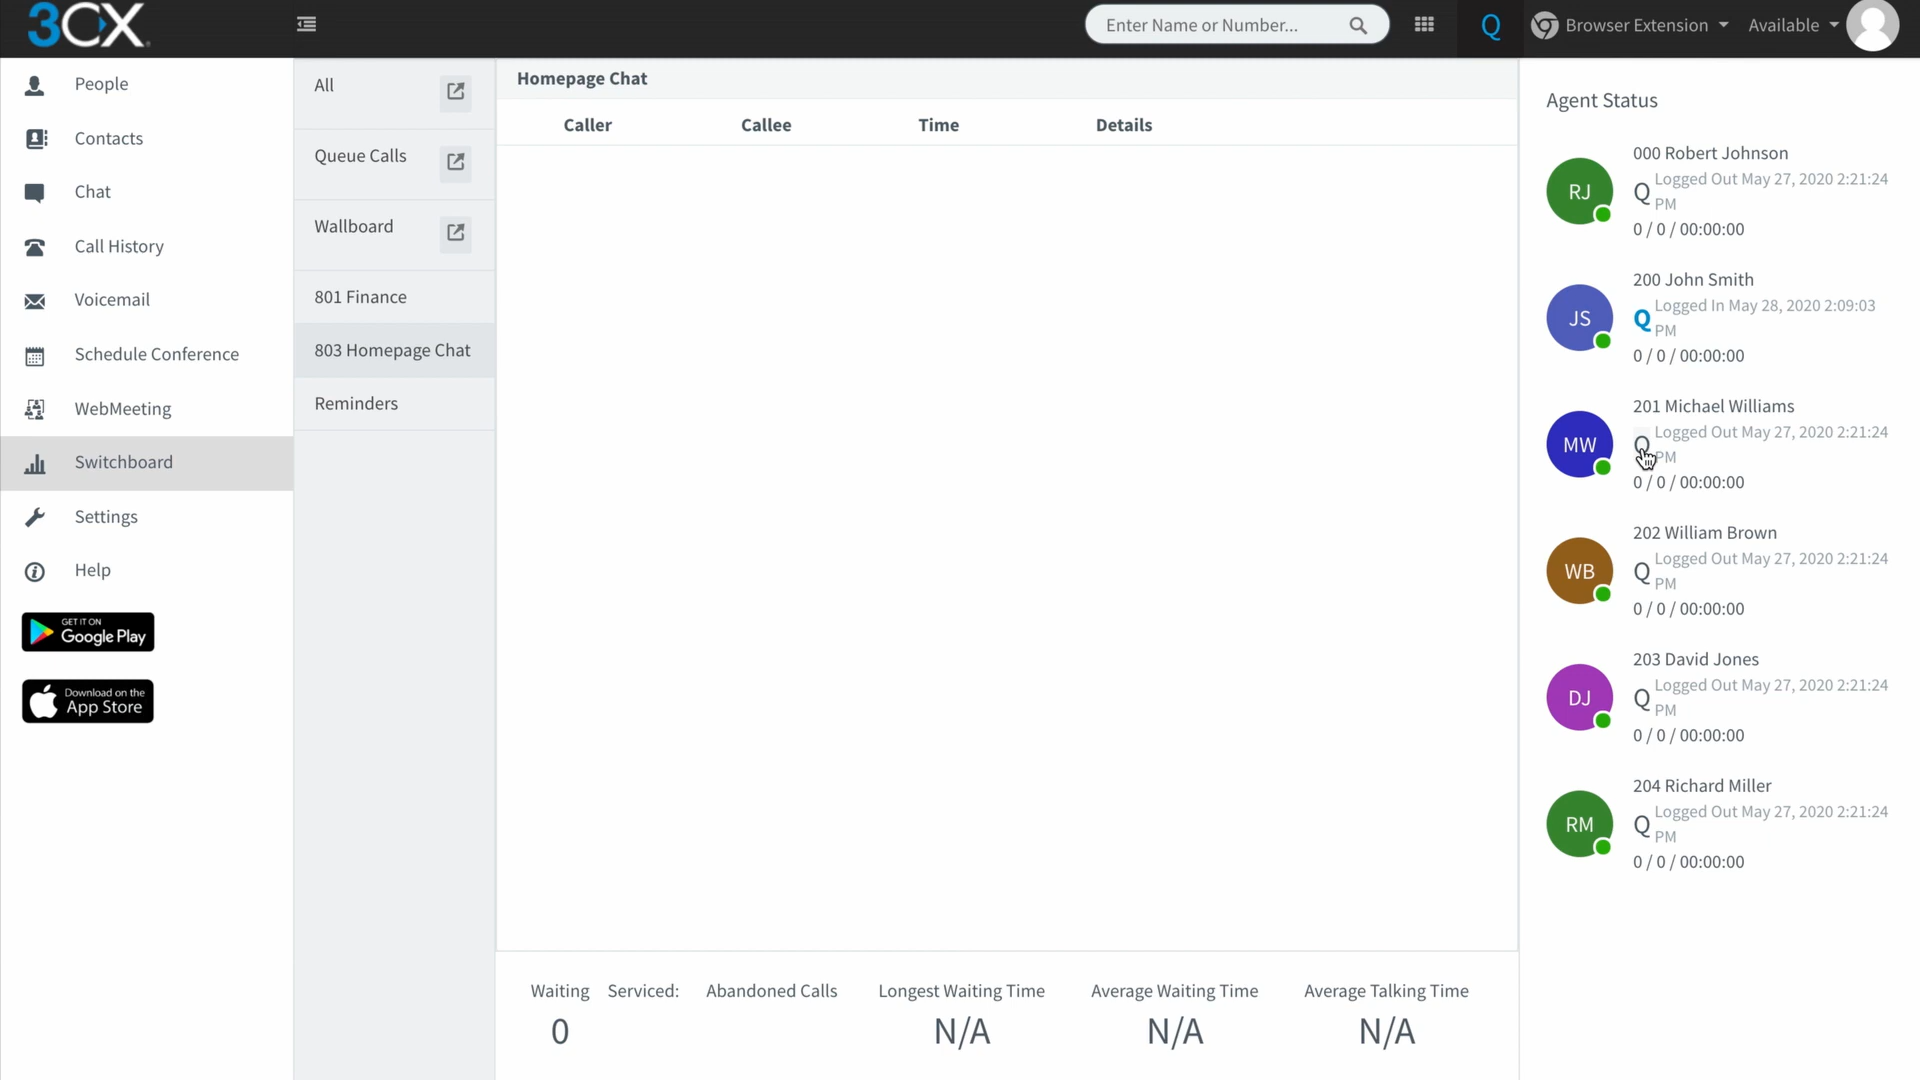 3CX
Enter Name or Number...
Q
Browser Extension
Available
People
Contacts
Chat
Call History
Voicemail
Schedule Conference
WebMeeting
Switchboard
Settings
Help
GET IT ON
Google Play
Download on the
App Store
All
Queue Calls
Wallboard
801 Finance
803 Homepage Chat
Reminders
Homepage Chat
Caller Callee Time Details
Waiting Serviced: Abandoned Calls Longest Waiting Time Average Waiting Time Average Talking Time
0 N/A N/A N/A
Agent Status
000 Robert Johnson
RJ Q Logged Out May 27, 2020 2:21:24
PM
0 / 0 / 00:00:00
200 John Smith
JS Q Logged In May 28, 2020 2:09:03
PM
0 / 0 / 00:00:00
201 Michael Williams
MW Q Logged Out May 27, 2020 2:21:24
PM
0 / 0 / 00:00:00
202 William Brown
WB Q Logged Out May 27, 2020 2:21:24
PM
0 / 0 / 00:00:00
203 David Jones
DJ Q Logged Out May 27, 2020 2:21:24
PM
0 / 0 / 00:00:00
204 Richard Miller
RM Q Logged Out May 27, 2020 2:21:24
PM
0 / 0 / 00:00:00